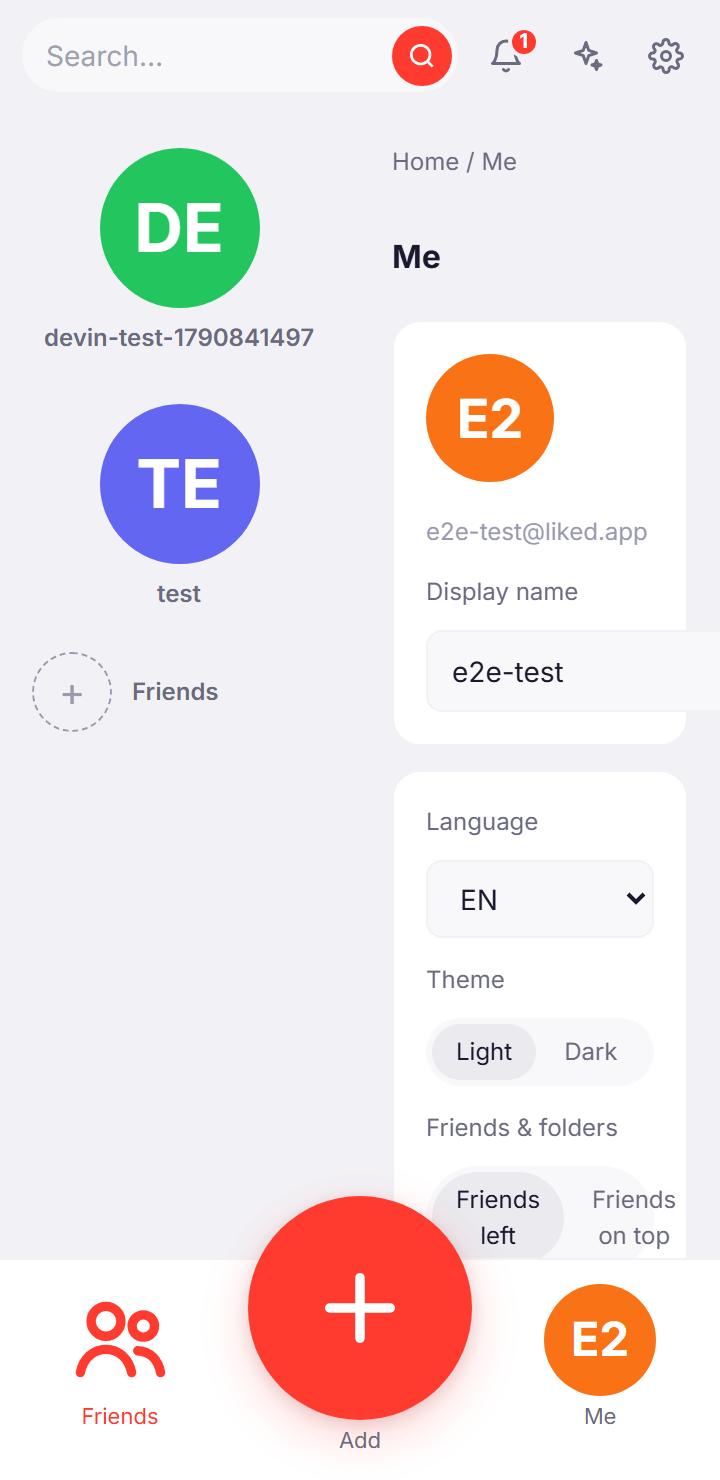 Search...
1
DE
devin-test-1790841497
TE
test
+ Friends
Home / Me
Me
E2
e2e-test@liked.app
Display name
e2e-test
Language
EN
Theme
Light Dark
Friends & folders
Friends left
Friends on top
Friends
Add
E2
Me